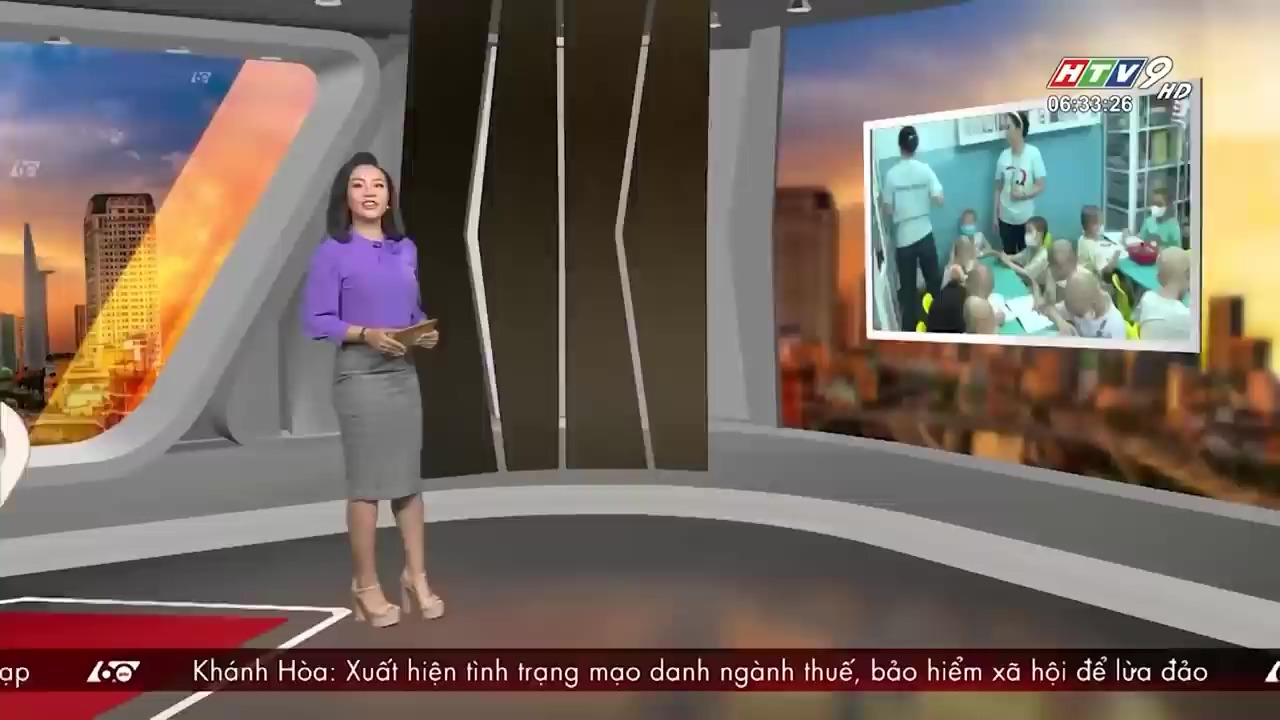 HTV9
HD
06:33:26
ạp
60
Khánh Hòa: Xuất hiện tình trạng mạo danh ngành thuế, bảo hiểm xã hội để lừa đảo